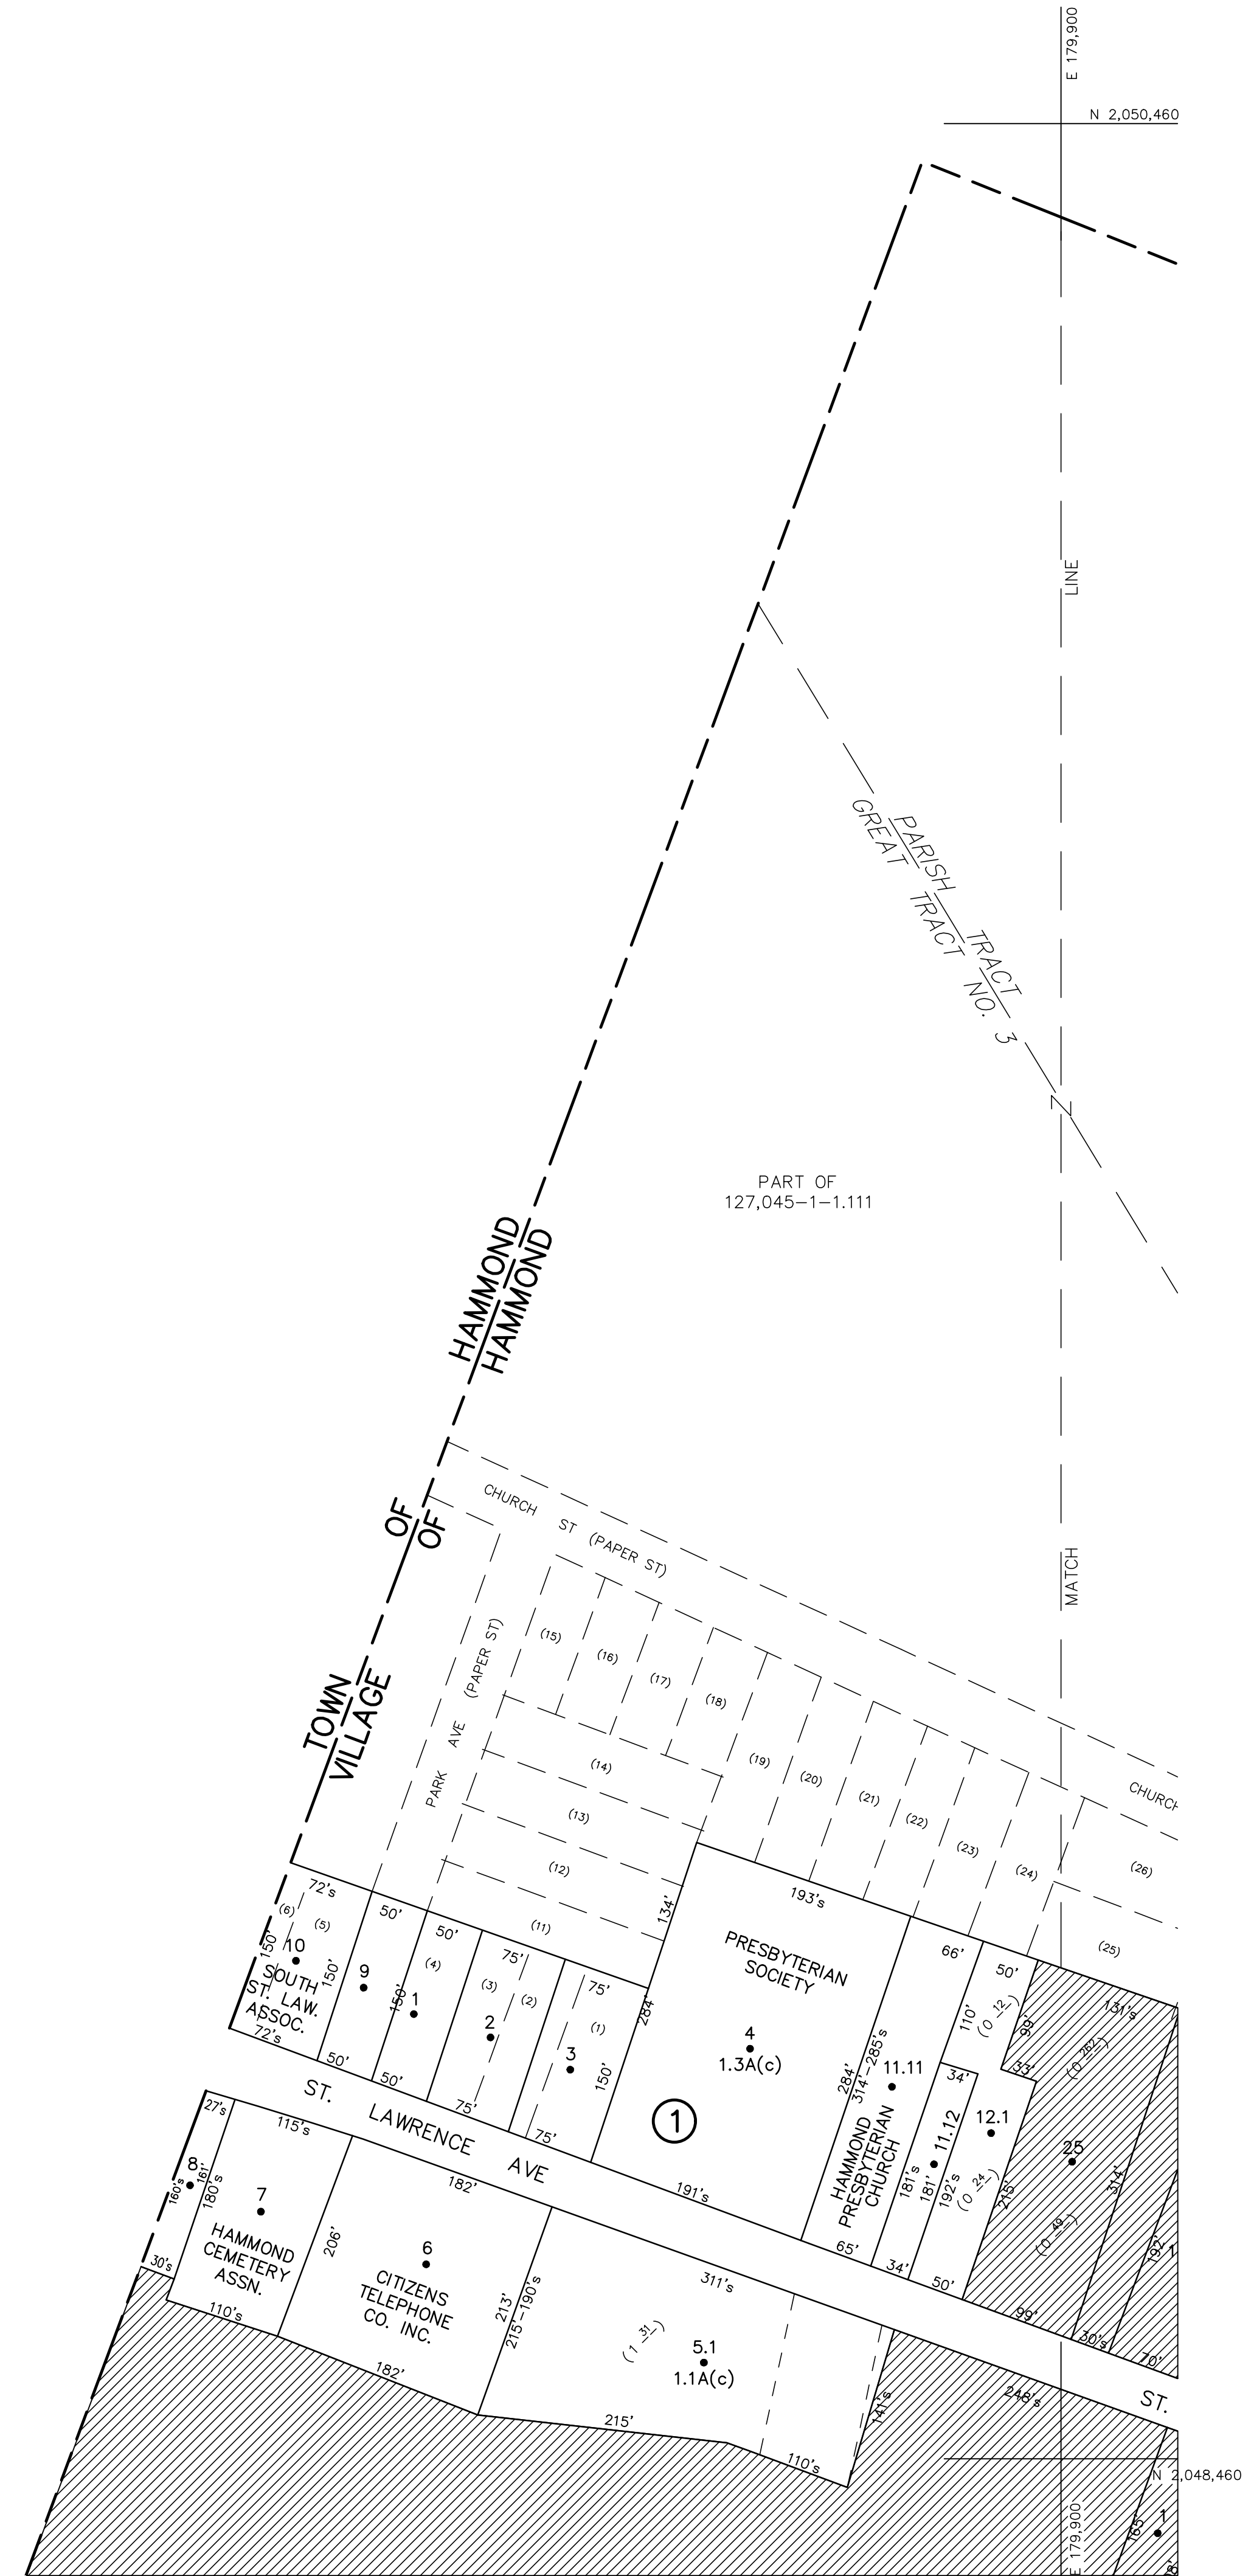 E 179,900
N 2,050,460
LINE
PARISH TRACT
GREAT TRACT NO. 3
Z
PART OF
127,045-1-1.111
TOWN OF HAMMOND
VILLAGE OF HAMMOND
MATCH
CHURCH ST (PAPER ST)
CHURCH
PARK AVE (PAPER ST)
(15)
(16)
(17)
(18)
(19)
(20)
(21)
(22)
(23)
(24)
(26)
(25)
(14)
(13)
(12)
(11)
72's
(6)
(5)
150'
10
SOUTH
ST. LAW.
ASSOC.
72's
150'
50'
9
50'
50'
(4)
150'
1
50'
75'
(3)
(2)
2
75'
75'
(1)
3
150'
75'
134'
284'
193's
PRESBYTERIAN
SOCIETY
4
1.3A(c)
1
191's
284'
314'-285's
66'
11.11
HAMMOND
PRESBYTERIAN
CHURCH
65'
110'
34'
11.12
181's
181'
34'
50'
(0 12)
99'
33'
12.1
192's
(0 24)
215'
50'
131's
(0 262)
25
(0 49)
314'
99'
30's
192'
1
70'
ST. LAWRENCE AVE
ST.
27's
8
160's
161'
30's
115's
180's
7
HAMMOND
CEMETERY
ASSN.
110's
182'
206'
6
CITIZENS
TELEPHONE
CO. INC.
182'
213'
215'-190's
311's
(1 31)
5.1
1.1A(c)
215'
110's
141's
248's
N 2,048,460
E 179,900
165'
1